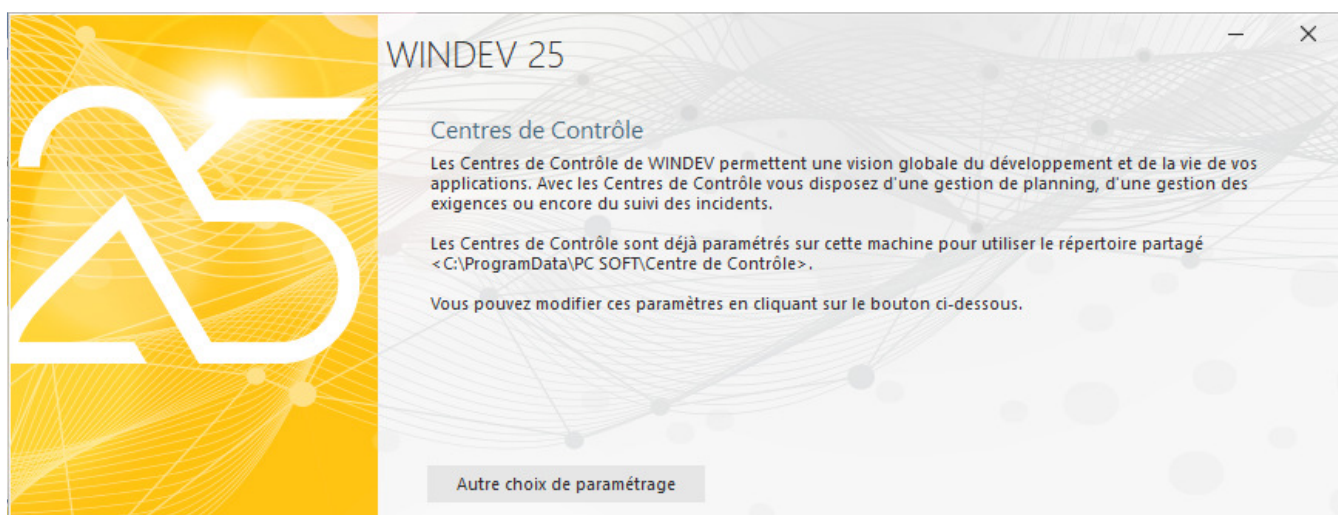 WINDEV 25
Centres de Contrôle
Les Centres de Contrôle de WINDEV permettent une vision globale du développement et de la vie de vos
applications. Avec les Centres de Contrôle vous disposez d'une gestion de planning, d'une gestion des
exigences ou encore du suivi des incidents.
Les Centres de Contrôle sont déjà paramétrés sur cette machine pour utiliser le répertoire partagé
<C:\ProgramData\PC SOFT\Centre de Contrôle>.
Vous pouvez modifier ces paramètres en cliquant sur le bouton ci-dessous.
Autre choix de paramétrage